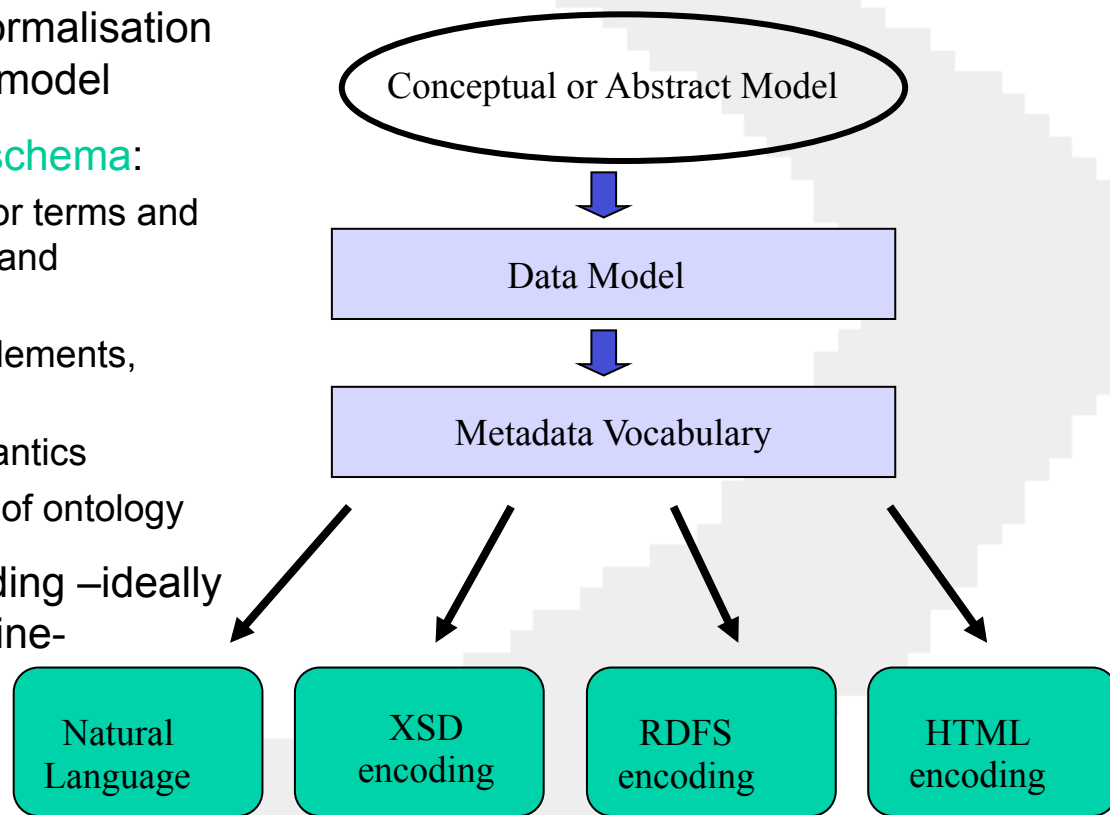 ormalisation
model
schema:
or terms and
and
lements,
antics
of ontology
ding –ideally
ine-
Conceptual or Abstract Model
Data Model
Metadata Vocabulary
Natural
Language
XSD
encoding
RDFS
encoding
HTML
encoding